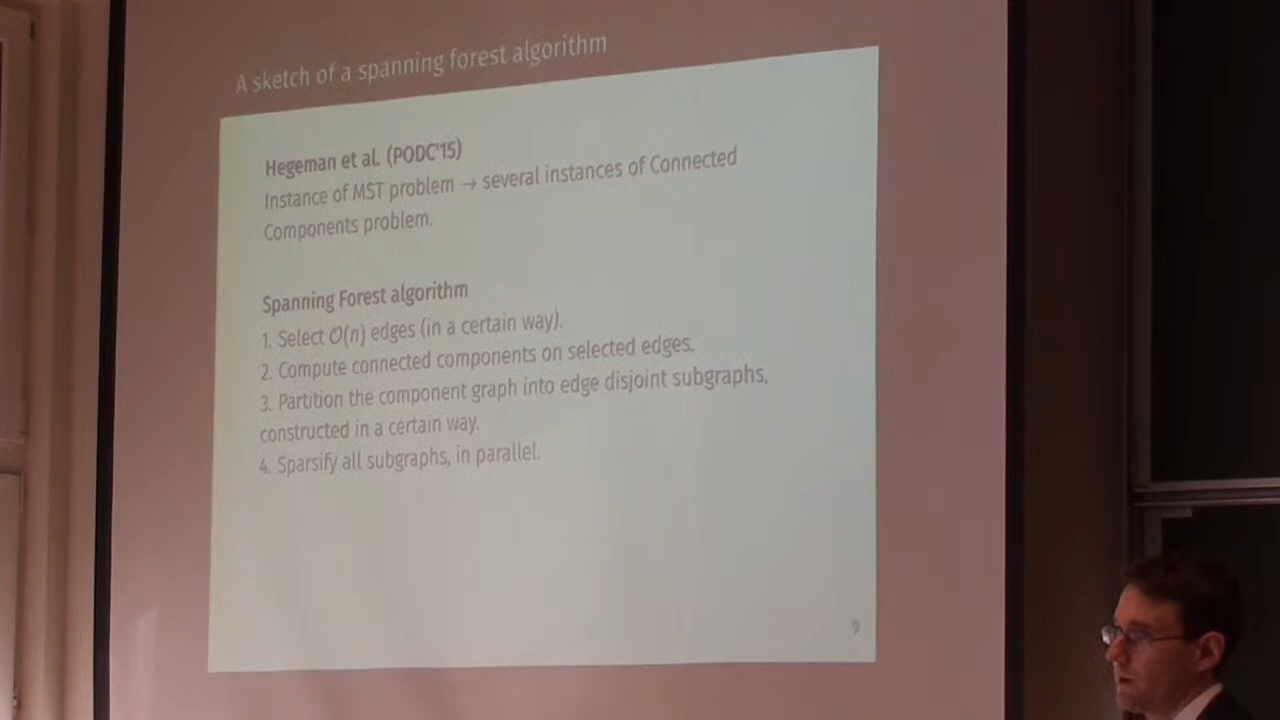 A sketch of a spanning forest algorithm
Hegeman et al. (PODC'15)
Instance of MST problem → several instances of Connected
Components problem.
Spanning Forest algorithm
1. Select O(n) edges (in a certain way).
2. Compute connected components on selected edges.
3. Partition the component graph into edge disjoint subgraphs,
constructed in a certain way.
4. Sparsify all subgraphs, in parallel.
9